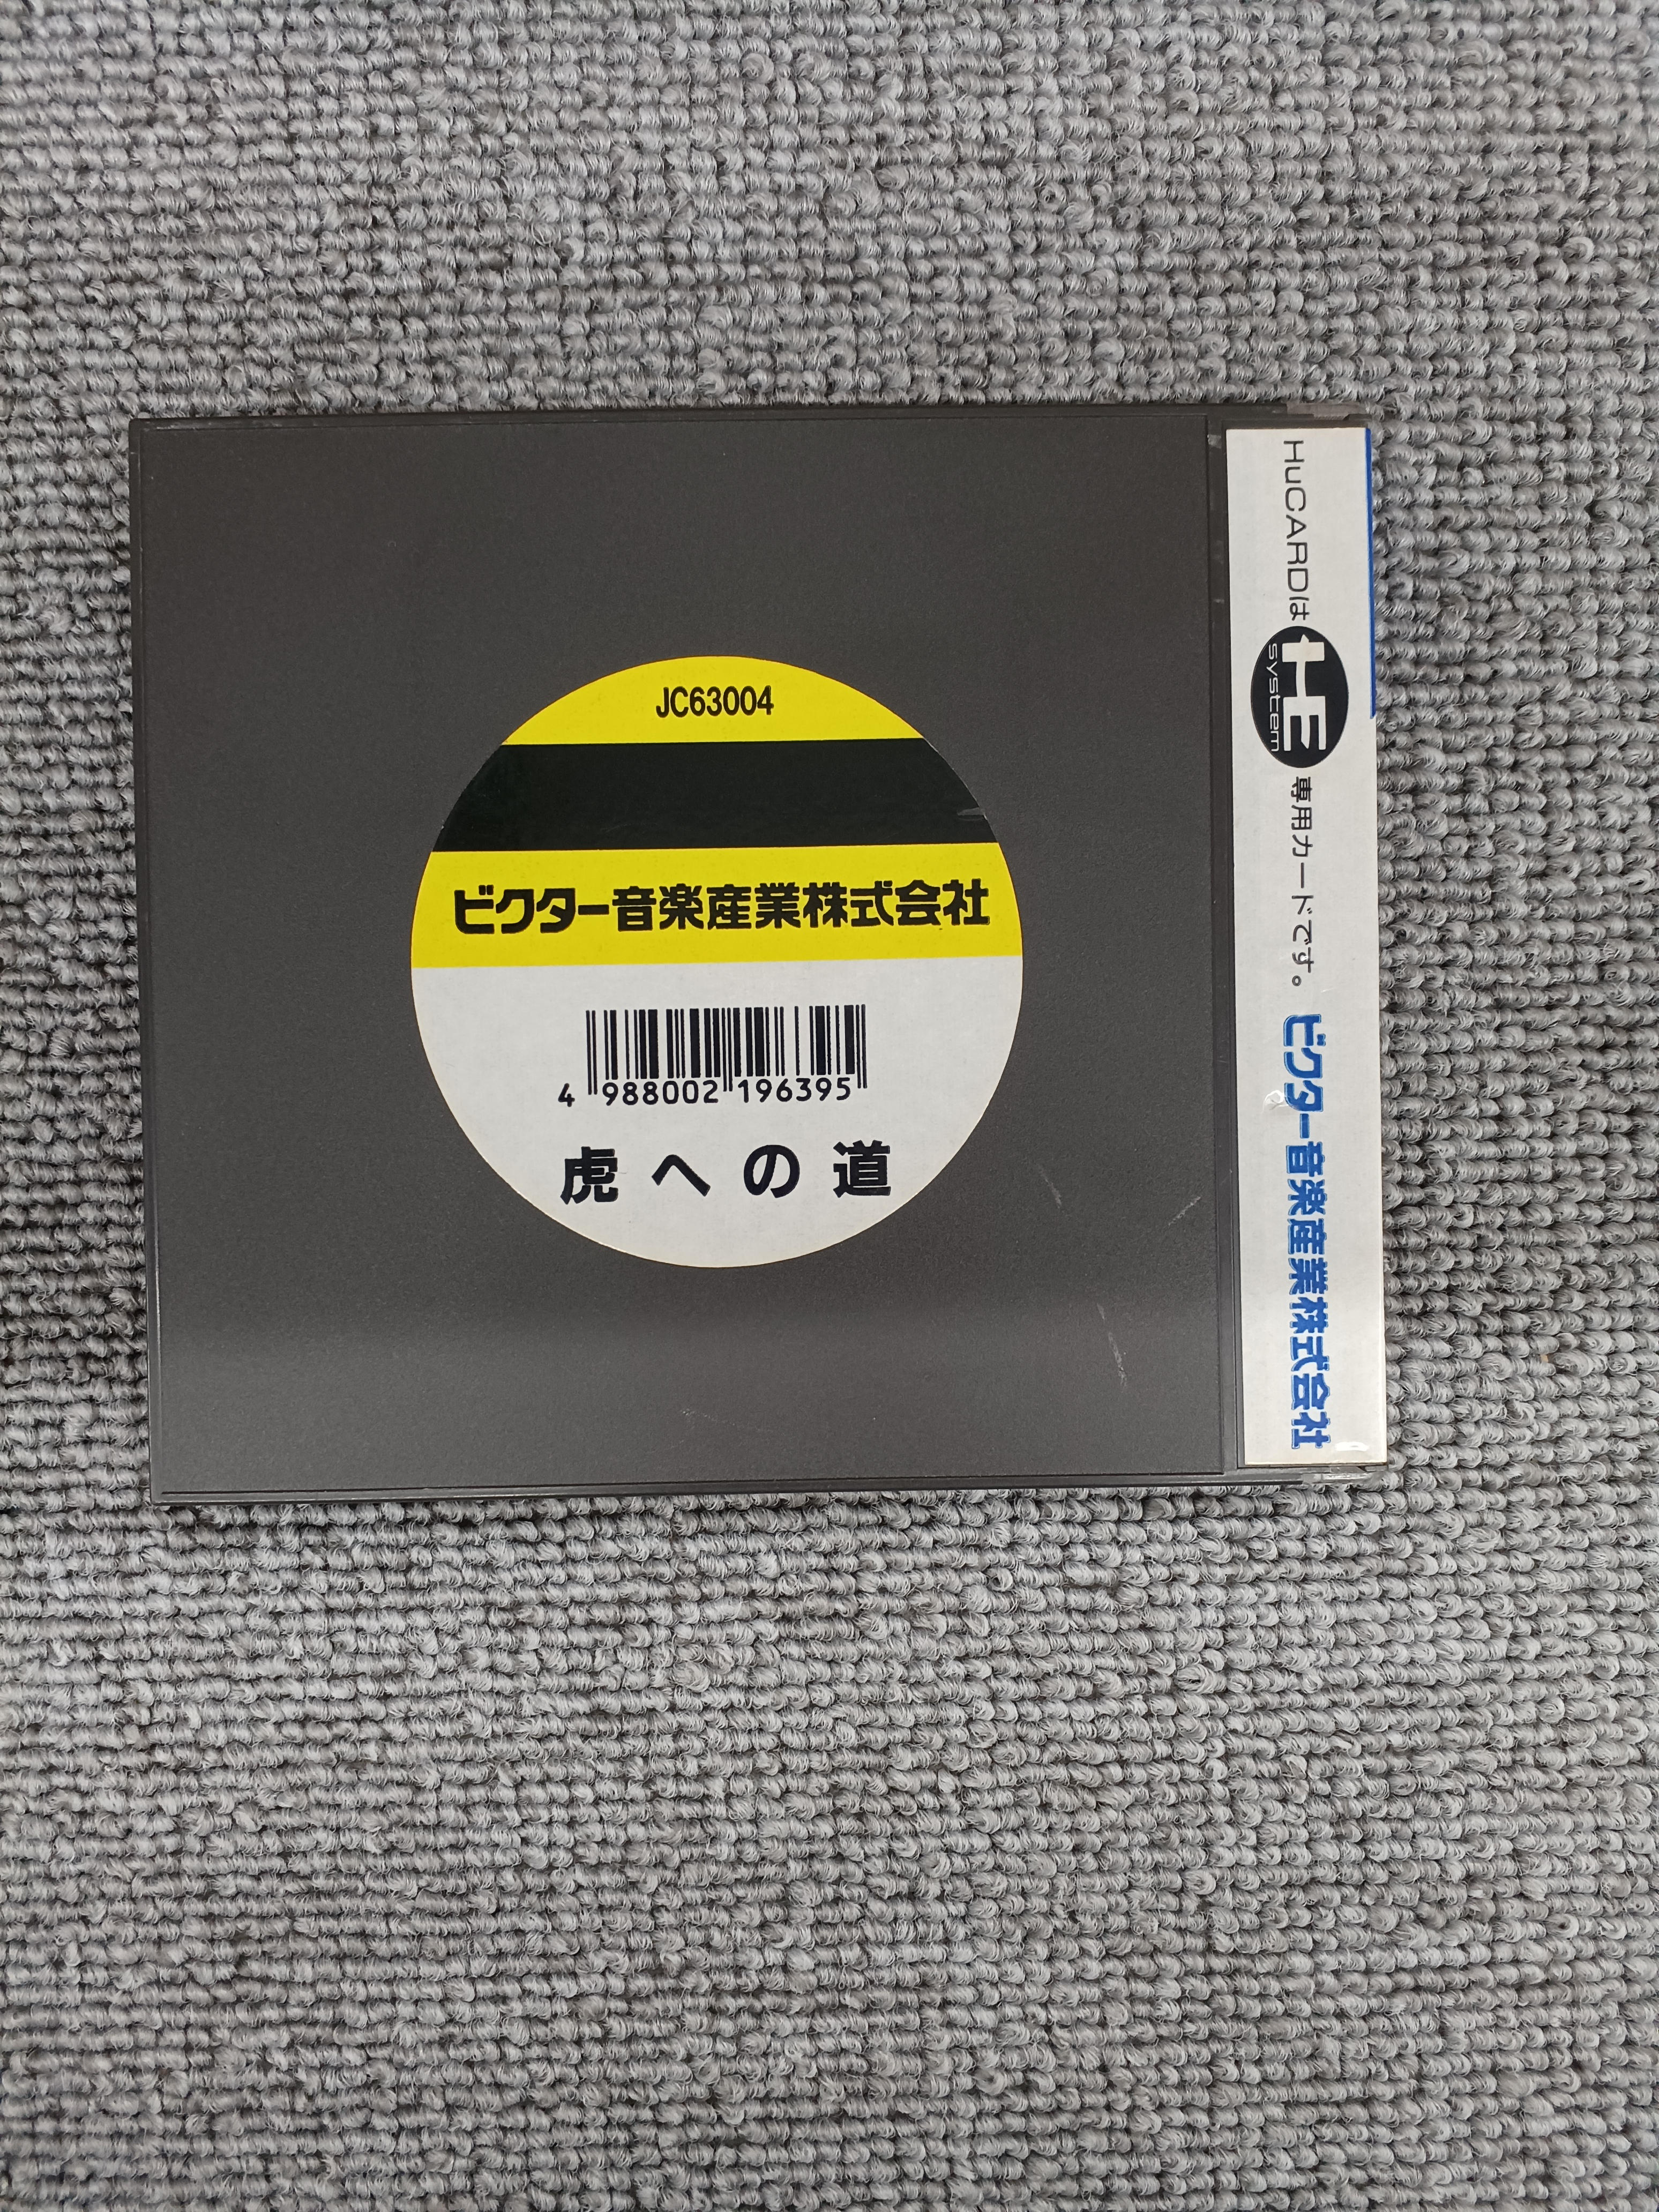 JC63004
ビクター音楽産業株式会社
4 988002 196395
虎への道
HuCARDは HE system 専用カードです。 ビクター音楽産業株式会社